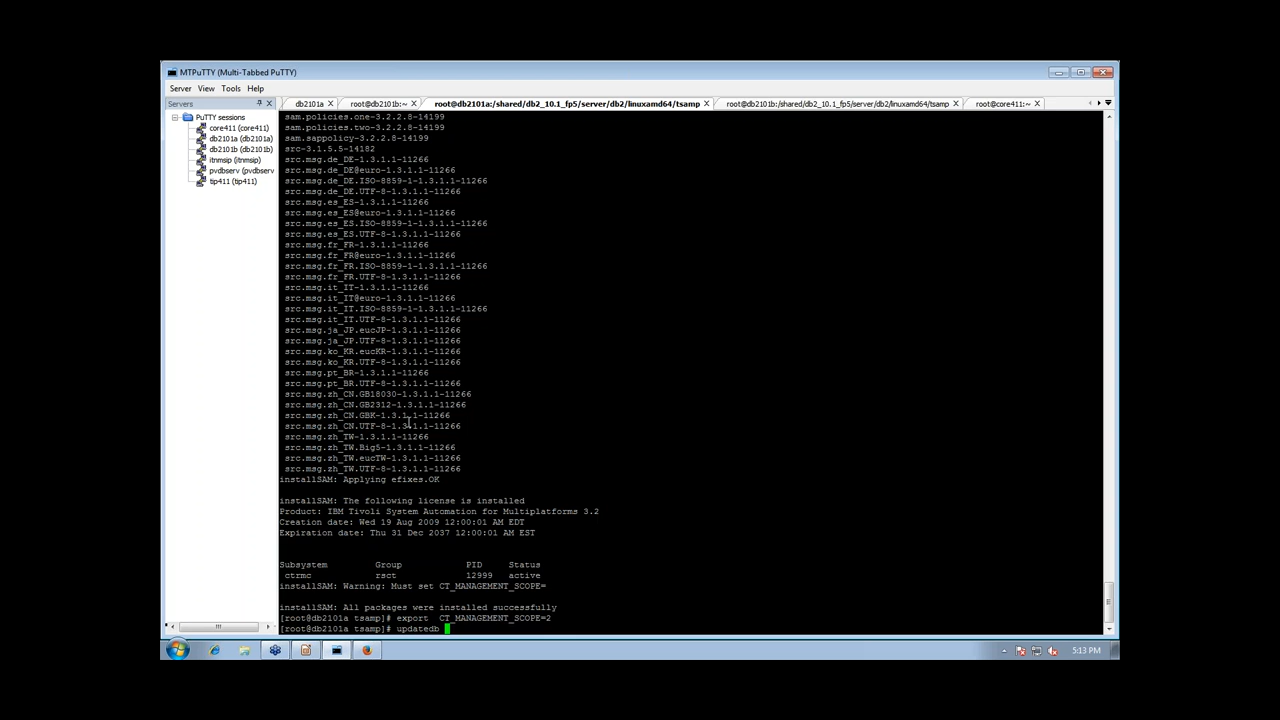 MTPuTTY (Multi-Tabbed PuTTY)
Server View Tools Help
Servers
db2101a
root@db2101b:~
root@db2101a:/shared/db2_10.1_fp5/server/db2/linuxamd64/tsamp
root@db2101b:/shared/db2_10.1_fp5/server/db2/linuxamd64/tsamp
root@core411:~
PuTTY sessions
core411 (core411)
db2101a (db2101a)
db2101b (db2101b)
itnmsip (itnmsip)
pvdbserv (pvdbserv
tip411 (tip411)
sam.policies.one-3.2.2.8-14199
sam.policies.two-3.2.2.8-14199
sam.sappolicy-3.2.2.8-14199
src-3.1.5.5-14182
src.msg.de_DE-1.3.1.1-11266
src.msg.de_DE@euro-1.3.1.1-11266
src.msg.de_DE.ISO-8859-1-1.3.1.1-11266
src.msg.de_DE.UTF-8-1.3.1.1-11266
src.msg.es_ES-1.3.1.1-11266
src.msg.es_ES@euro-1.3.1.1-11266
src.msg.es_ES.ISO-8859-1-1.3.1.1-11266
src.msg.es_ES.UTF-8-1.3.1.1-11266
src.msg.fr_FR-1.3.1.1-11266
src.msg.fr_FR@euro-1.3.1.1-11266
src.msg.fr_FR.ISO-8859-1-1.3.1.1-11266
src.msg.fr_FR.UTF-8-1.3.1.1-11266
src.msg.it_IT-1.3.1.1-11266
src.msg.it_IT@euro-1.3.1.1-11266
src.msg.it_IT.ISO-8859-1-1.3.1.1-11266
src.msg.it_IT.UTF-8-1.3.1.1-11266
src.msg.ja_JP.eucJP-1.3.1.1-11266
src.msg.ja_JP.UTF-8-1.3.1.1-11266
src.msg.ko_KR.eucKR-1.3.1.1-11266
src.msg.ko_KR.UTF-8-1.3.1.1-11266
src.msg.pt_BR-1.3.1.1-11266
src.msg.pt_BR.UTF-8-1.3.1.1-11266
src.msg.zh_CN.GB18030-1.3.1.1-11266
src.msg.zh_CN.GB2312-1.3.1.1-11266
src.msg.zh_CN.GBK-1.3.1.1-11266
src.msg.zh_CN.UTF-8-1.3.1.1-11266
src.msg.zh_TW-1.3.1.1-11266
src.msg.zh_TW.Big5-1.3.1.1-11266
src.msg.zh_TW.eucTW-1.3.1.1-11266
src.msg.zh_TW.UTF-8-1.3.1.1-11266
installSAM: Applying efixes.OK
installSAM: The following license is installed
Product: IBM Tivoli System Automation for Multiplatforms 3.2
Creation date: Wed 19 Aug 2009 12:00:01 AM EDT
Expiration date: Thu 31 Dec 2037 12:00:01 AM EST
Subsystem Group PID Status
ctrmc rsct 12999 active
installSAM: Warning: Must set CT_MANAGEMENT_SCOPE=
installSAM: All packages were installed successfully
[root@db2101a tsamp]# export  CT_MANAGEMENT_SCOPE=2
[root@db2101a tsamp]# updatedb
5:13 PM